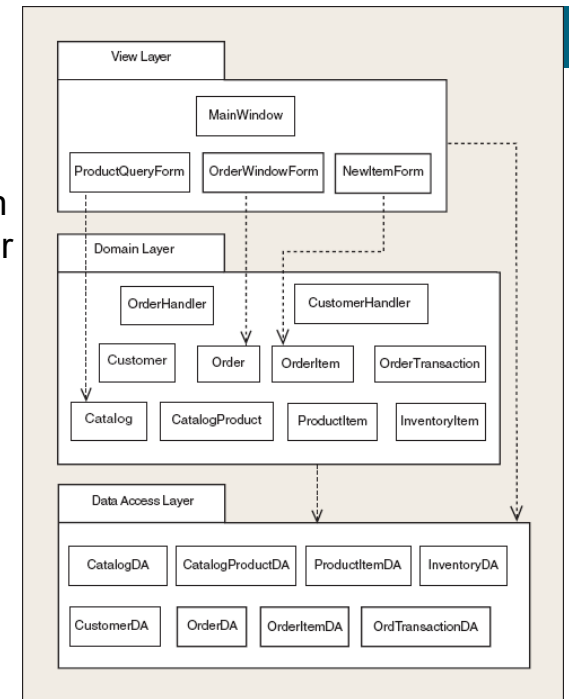 View Layer
MainWindow
ProductQueryForm OrderWindowForm NewItemForm
Domain Layer
OrderHandler CustomerHandler
Customer Order OrderItem OrderTransaction
Catalog CatalogProduct ProductItem InventoryItem
Data Access Layer
CatalogDA CatalogProductDA ProductItemDA InventoryDA
CustomerDA OrderDA OrderItemDA OrdTransactionDA